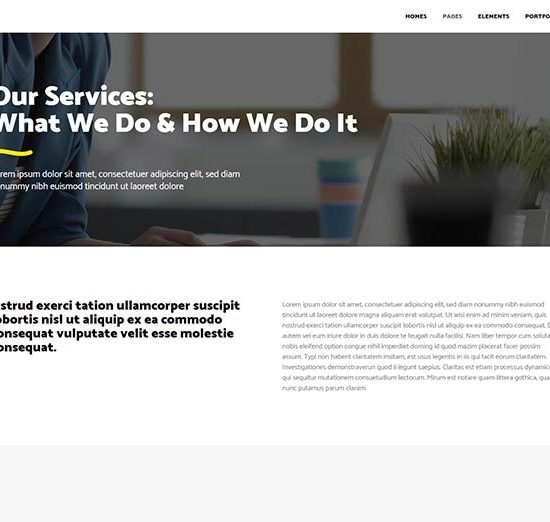 HOMES PAGES ELEMENTS PORTFO
Our Services:
What We Do & How We Do It
rem ipsum dolor sit amet, consectetuer adipiscing elit, sed diam
nonummy nibh euismod tincidunt ut laoreet dolore
strud exerci tation ullamcorper suscipit
obortis nisl ut aliquip ex ea commodo
onsequat vulputate velit esse molestie
onsequat.
Lorem ipsum dolor sit amet, consectetuer adipiscing elit, sed diam nonummy nibh euismod
tincidunt ut laoreet dolore magna aliquam erat volutpat. Ut wisi enim ad minim veniam, quis
nostrud exerci tation ullamcorper suscipit lobortis nisl ut aliquip ex ea commodo consequat. D
autem vel eum iriure dolor in duis dolore te feugait nulla facilisi. Nam liber tempor cum soluta
nobis eleifend option congue nihil imperdiet doming id quod mazim placerat facer possim
assum. Typi non habent claritatem insitam, est usus legentis in iis qui facit eorum claritatem.
Investigationes demonstraverun quod ii legunt saepius. Claritas est etiam processus dynamic
qui sequitur mutationem consuetudium lectorum. Mirum est notare quam littera gothica, qua
nunc putamus parum claram.